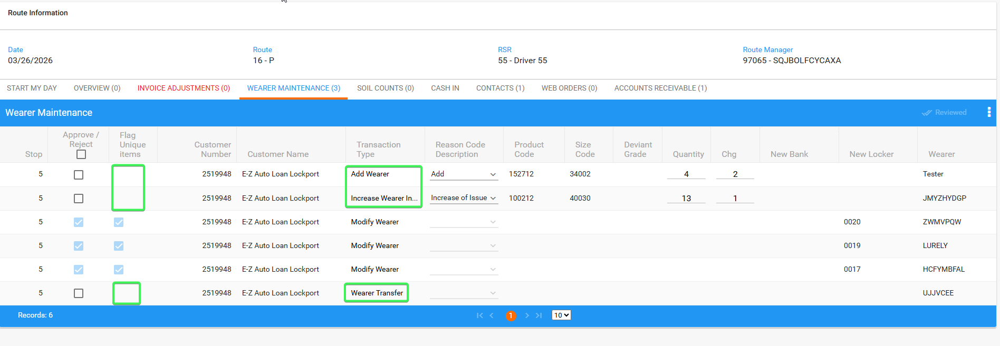 Route Information
Date Route RSR Route Manager
03/26/2026 16 - P 55 - Driver 55 97065 - SQJBOLFCYCAXA
START MY DAY OVERVIEW (0) INVOICE ADJUSTMENTS (0) WEARER MAINTENANCE (3) SOIL COUNTS (0) CASH IN CONTACTS (1) WEB ORDERS (0) ACCOUNTS RECEIVABLE (1)
Wearer Maintenance Reviewed
Stop
Approve /
Reject
Flag
Unique
items
Customer
Number
Customer Name
Transaction
Type
Reason Code
Description
Product
Code
Size
Code
Deviant
Grade
Quantity
Chg
New Bank
New Locker
Wearer
5 2519948 E-Z Auto Loan Lockport Add Wearer Add 152712 34002 4 2 Tester
5 2519948 E-Z Auto Loan Lockport Increase Wearer In... Increase of Issue 100212 40030 13 1 JMYZHYDGP
5 2519948 E-Z Auto Loan Lockport Modify Wearer 0020 ZWMVPQW
5 2519948 E-Z Auto Loan Lockport Modify Wearer 0019 LURELY
5 2519948 E-Z Auto Loan Lockport Modify Wearer 0017 HCFYMBFAL
5 2519948 E-Z Auto Loan Lockport Wearer Transfer UJJVCEE
Records: 6 1 10